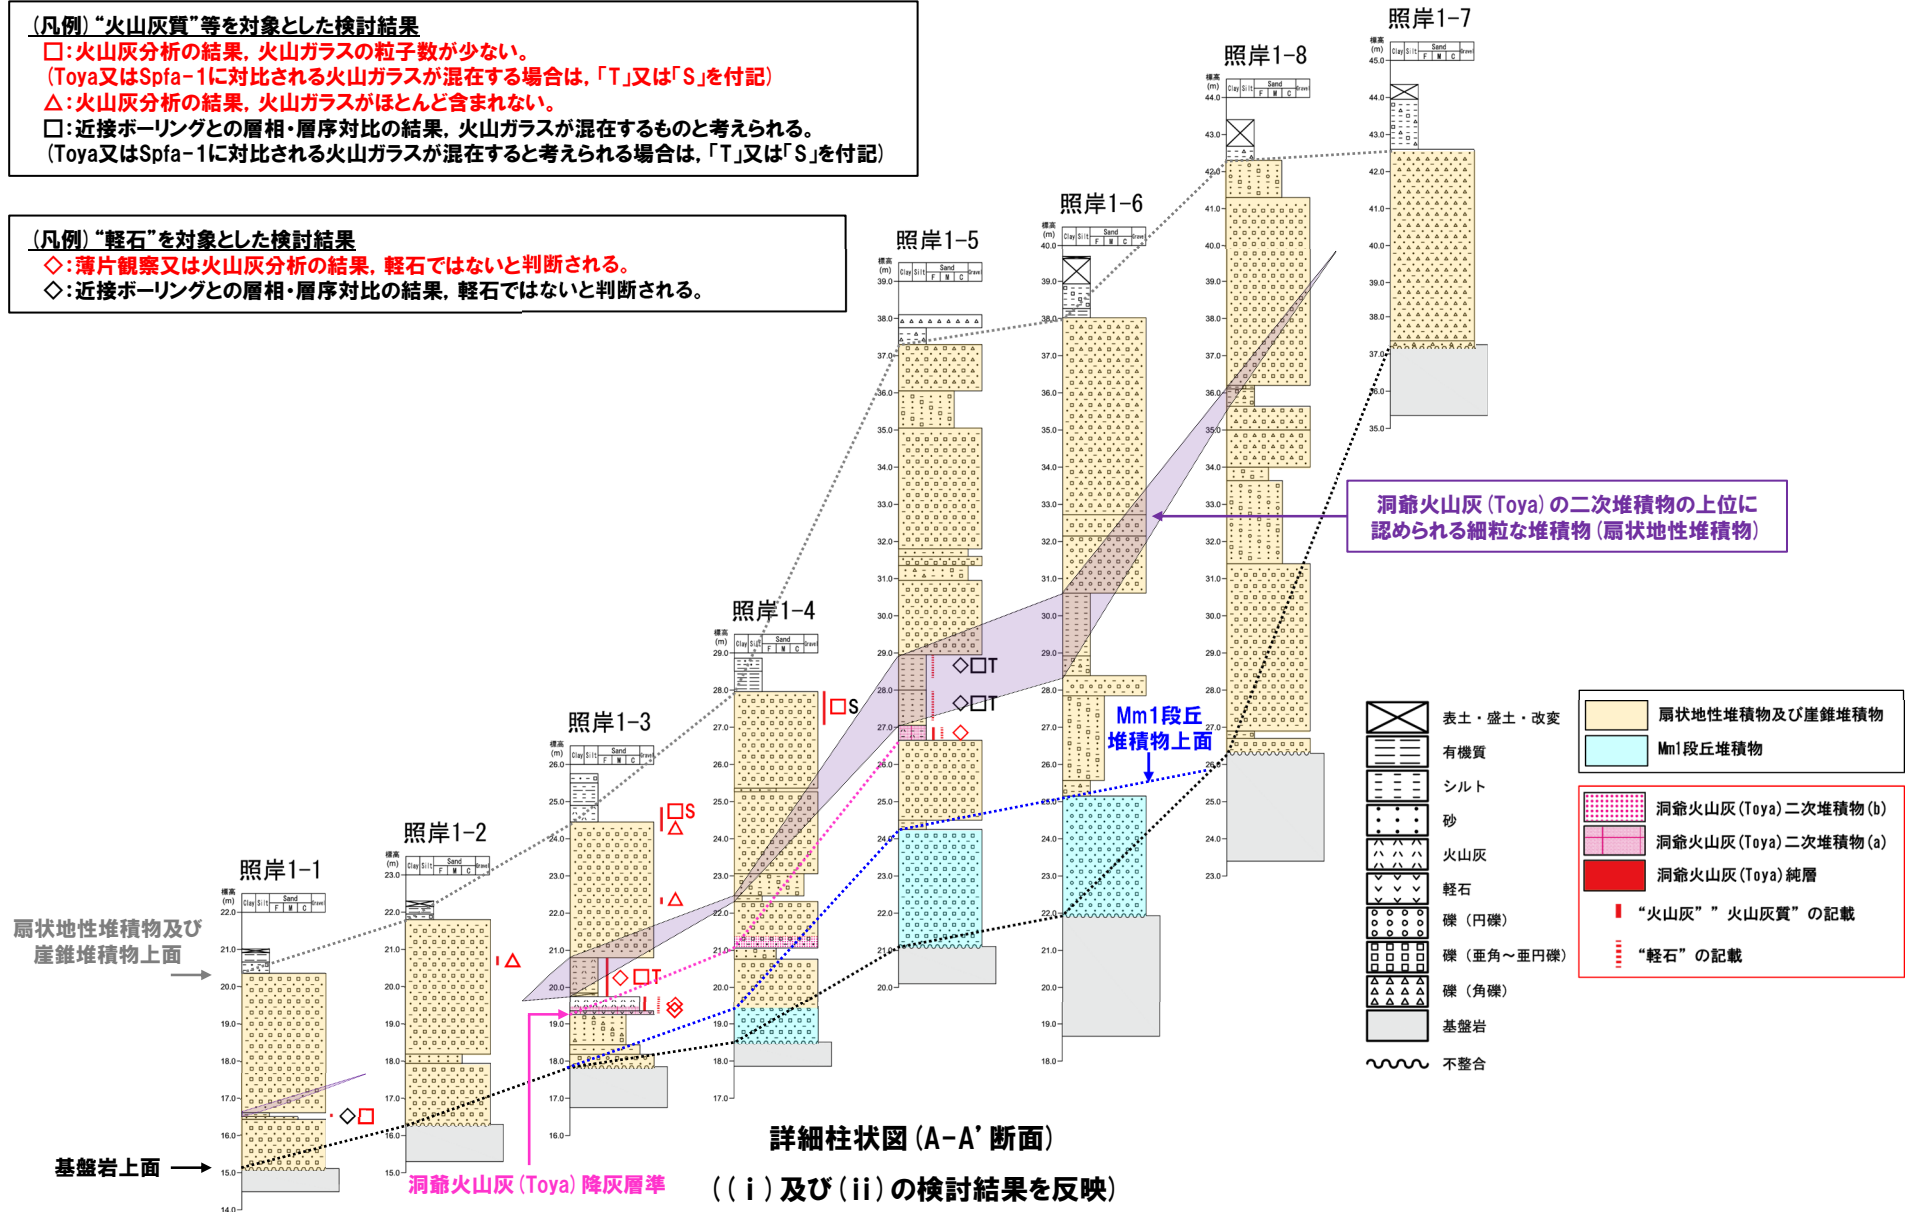 (凡例)“火山灰質”等を対象とした検討結果
□:火山灰分析の結果, 火山ガラスの粒子数が少ない。
(Toya又はSpfa-1に対比される火山ガラスが混在する場合は,「T」又は「S」を付記)
△:火山灰分析の結果, 火山ガラスがほとんど含まれない。
□:近接ボーリングとの層相・層序対比の結果, 火山ガラスが混在するものと考えられる。
(Toya又はSpfa-1に対比される火山ガラスが混在すると考えられる場合は,「T」又は「S」を付記)
(凡例)“軽石”を対象とした検討結果
◇:薄片観察又は火山灰分析の結果, 軽石ではないと判断される。
◇:近接ボーリングとの層相・層序対比の結果, 軽石ではないと判断される。
照岸1-7
照岸1-8
照岸1-6
照岸1-5
照岸1-4
照岸1-3
照岸1-2
照岸1-1
標高
(m)
Clay Silt Sand Gravel
F M C
洞爺火山灰(Toya)の二次堆積物の上位に
認められる細粒な堆積物(扇状地性堆積物)
Mm1段丘
堆積物上面
◇□T
◇□T
◇
□S
□S
△
△
◇□T
△
◇□
扇状地性堆積物及び
崖錐堆積物上面
基盤岩上面
洞爺火山灰(Toya)降灰層準
表土・盛土・改変
有機質
シルト
砂
火山灰
軽石
礫(円礫)
礫(亜角~亜円礫)
礫(角礫)
基盤岩
不整合
扇状地性堆積物及び崖錐堆積物
Mm1段丘堆積物
洞爺火山灰(Toya)二次堆積物(b)
洞爺火山灰(Toya)二次堆積物(a)
洞爺火山灰(Toya)純層
“火山灰””火山灰質”の記載
“軽石”の記載
詳細柱状図(A-A’断面)
((i)及び(ii)の検討結果を反映)